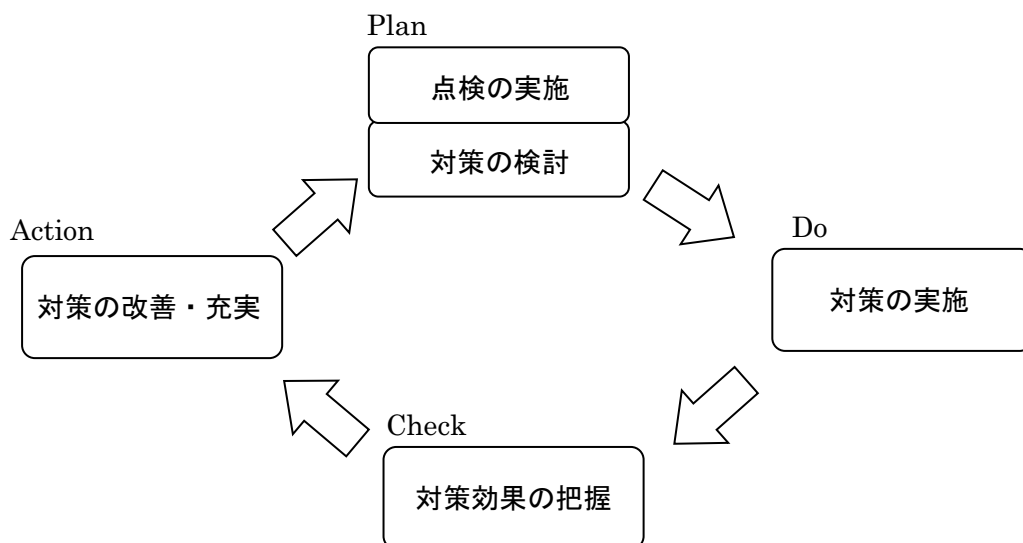 Plan
点検の実施
対策の検討
Do
対策の実施
Check
対策効果の把握
Action
対策の改善・充実